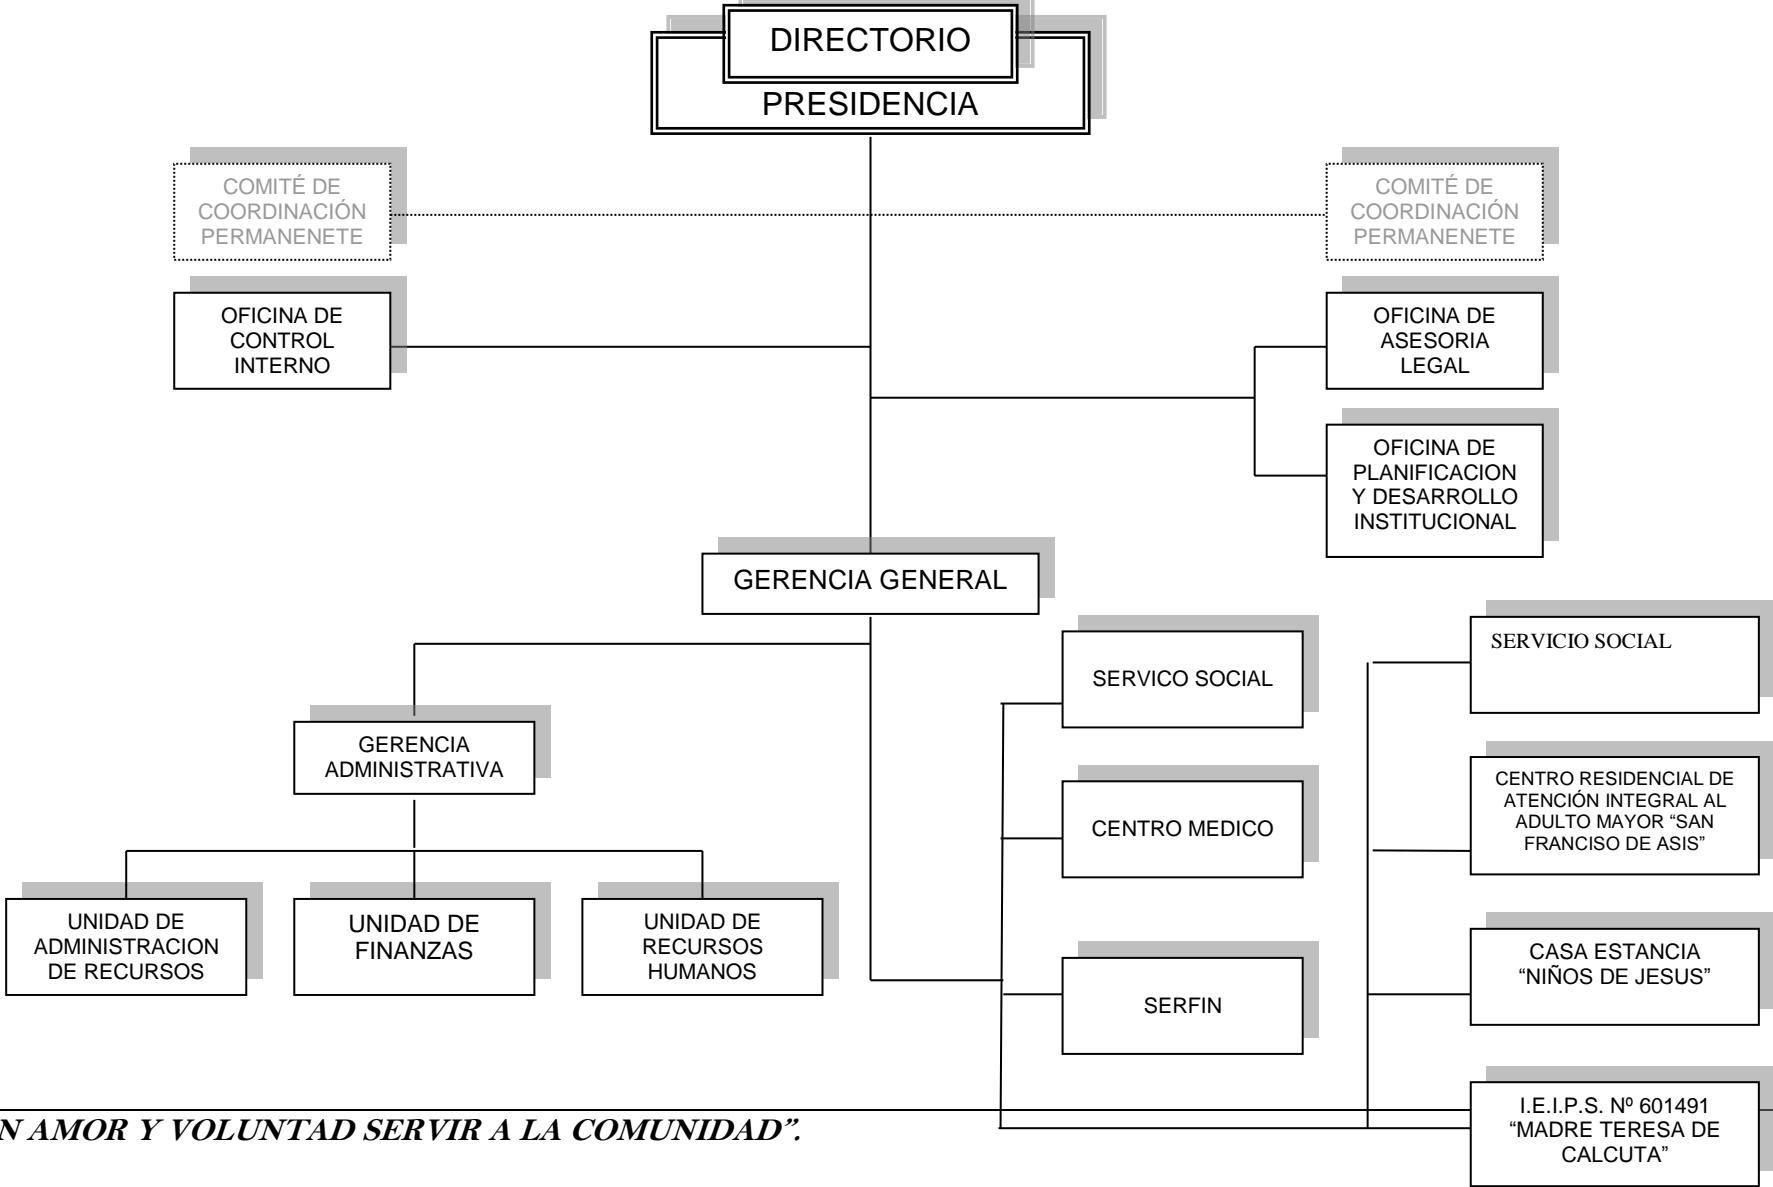 DIRECTORIO
PRESIDENCIA
COMITÉ DE
COORDINACIÓN
PERMANENETE
COMITÉ DE
COORDINACIÓN
PERMANENETE
OFICINA DE
CONTROL
INTERNO
OFICINA DE
ASESORIA
LEGAL
OFICINA DE
PLANIFICACION
Y DESARROLLO
INSTITUCIONAL
GERENCIA GENERAL
SERVICO SOCIAL
SERVICIO SOCIAL
GERENCIA
ADMINISTRATIVA
CENTRO MEDICO
CENTRO RESIDENCIAL DE
ATENCIÓN INTEGRAL AL
ADULTO MAYOR “SAN
FRANCISO DE ASIS”
UNIDAD DE
ADMINISTRACION
DE RECURSOS
UNIDAD DE
FINANZAS
UNIDAD DE
RECURSOS
HUMANOS
SERFIN
CASA ESTANCIA
“NIÑOS DE JESUS”
I.E.I.P.S. Nº 601491
“MADRE TERESA DE
CALCUTA”
N AMOR Y VOLUNTAD SERVIR A LA COMUNIDAD”.